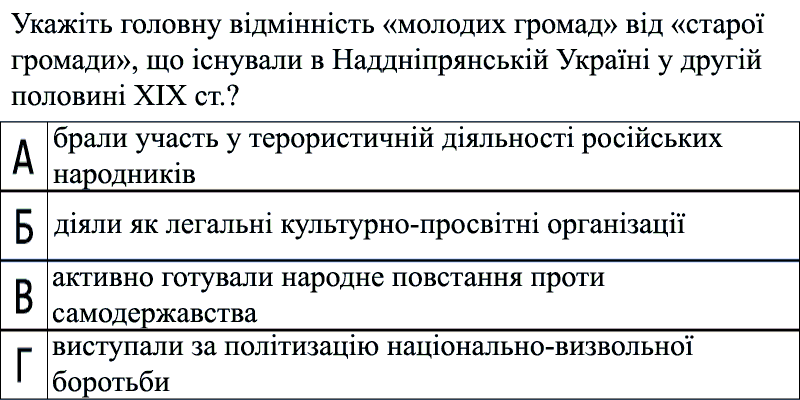 Укажіть головну відмінність «молодих громад» від «старої
громади», що існували в Наддніпрянській Україні у другій
половині XIX ст.?
А
брали участь у терористичній діяльності російських
народників
Б
діяли як легальні культурно-просвітні організації
В
активно готували народне повстання проти
самодержавства
Г
виступали за політизацію національно-визвольної
боротьби